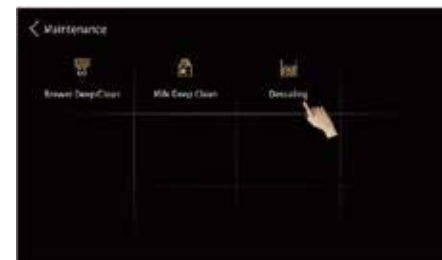 Maintenance
Brewer Deep Clean
Milk Deep Clean
Descaling